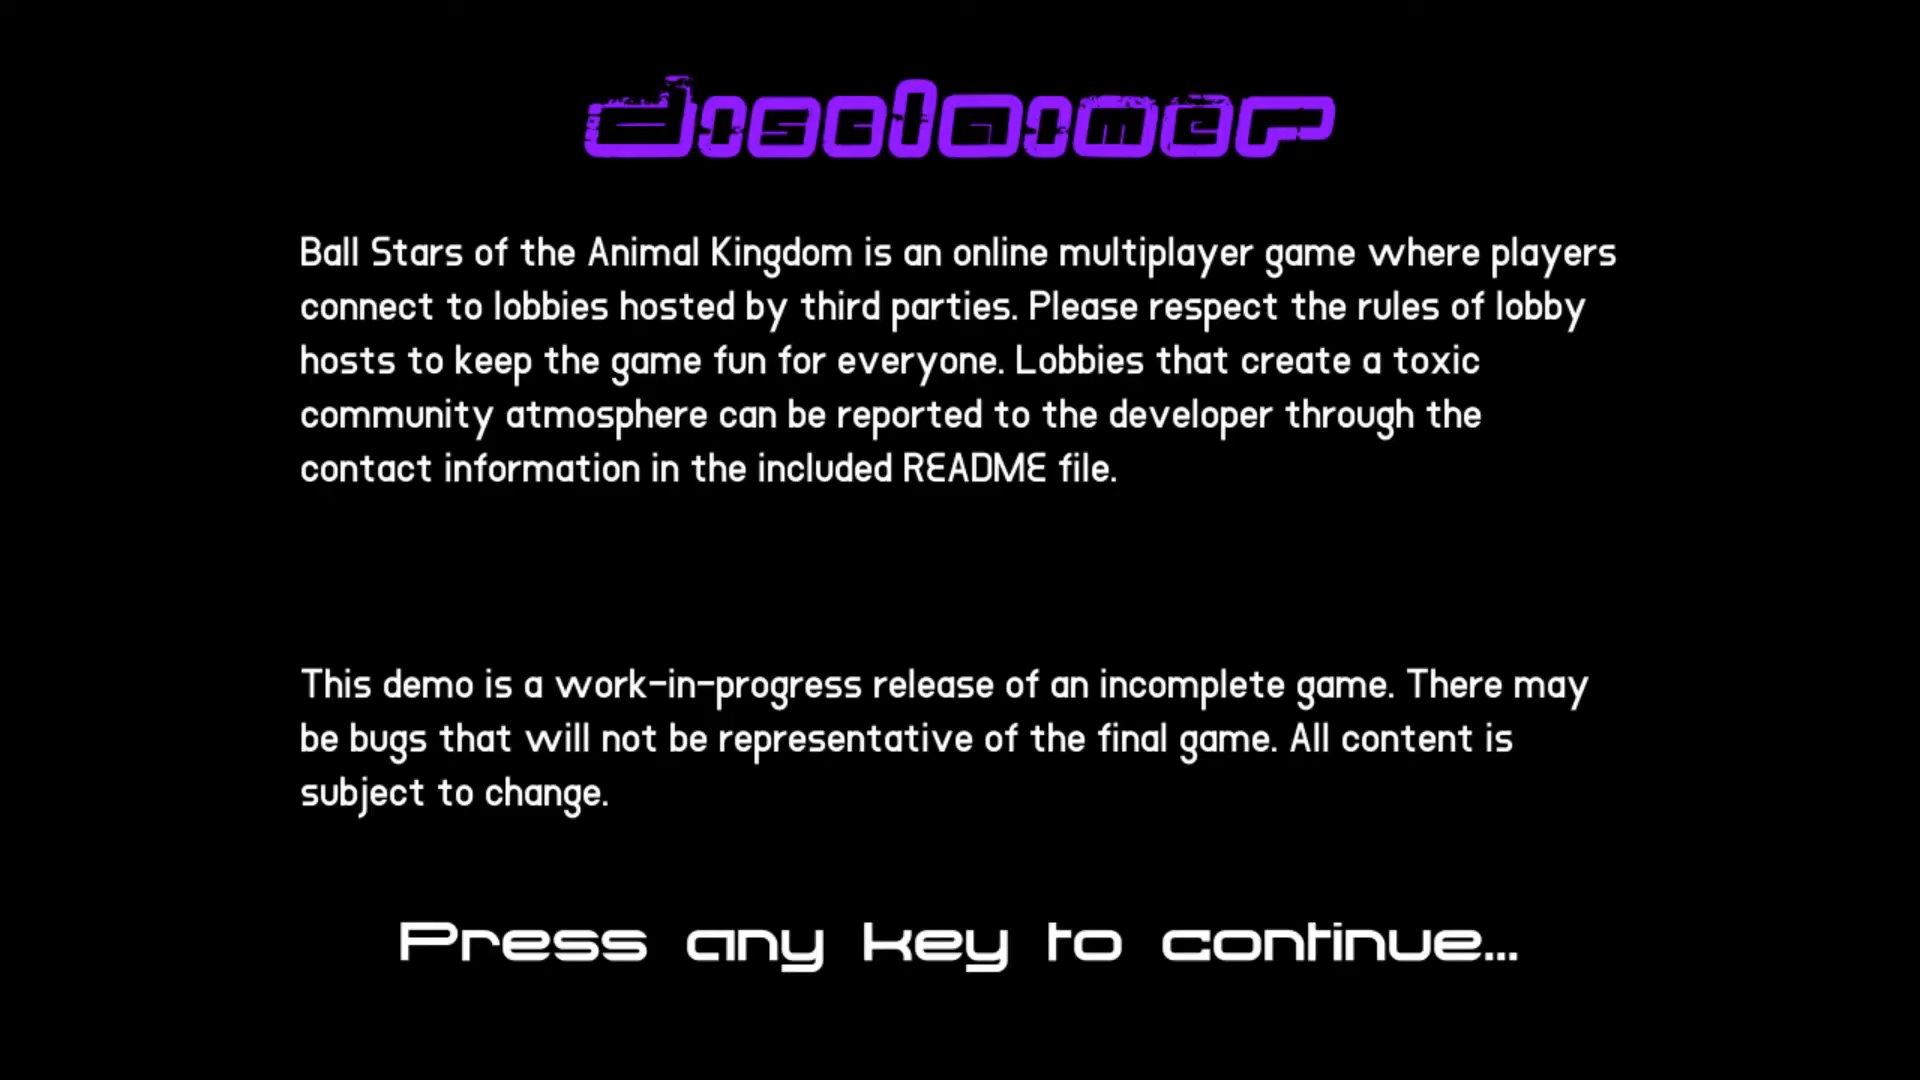 disclaimer
Ball Stars of the Animal Kingdom is an online multiplayer game where players
connect to lobbies hosted by third parties. Please respect the rules of lobby
hosts to keep the game fun for everyone. Lobbies that create a toxic
community atmosphere can be reported to the developer through the
contact information in the included README file.
This demo is a work-in-progress release of an incomplete game. There may
be bugs that will not be representative of the final game. All content is
subject to change.
Press any key to continue...